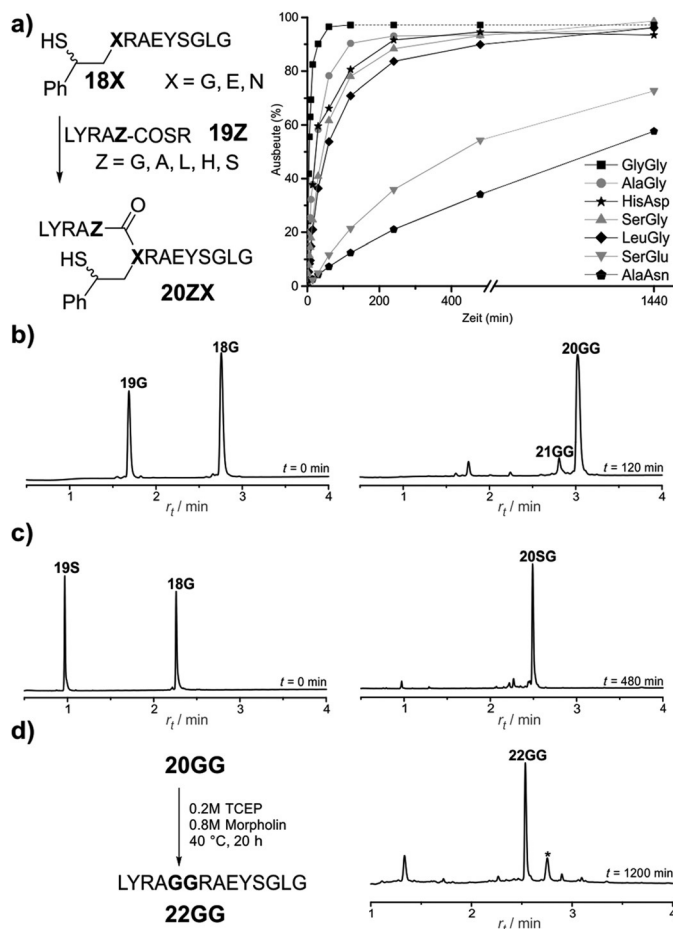 a)
HS
XRAEYSGLG
Ph
18X
X = G, E, N
LYRAZ-COSR 19Z
Z = G, A, L, H, S
O
LYRAZ
HS
XRAEYSGLG
Ph
20ZX
Ausbeute (%)
100
80
60
40
20
0
GlyGly
AlaGly
HisAsp
SerGly
LeuGly
SerGlu
AlaAsn
0 200 400 1440
Zeit (min)
b)
19G
18G
t = 0 min
1 2 3 4
rt / min
20GG
21GG
t = 120 min
1 2 3 4
rt / min
c)
19S
18G
t = 0 min
1 2 3 4
rt / min
20SG
t = 480 min
1 2 3 4
rt / min
d)
20GG
0.2M TCEP
0.8M Morpholin
40 °C, 20 h
LYRAGGRAEYSGLG
22GG
22GG
*
t = 1200 min
1 2 3 4
rt / min